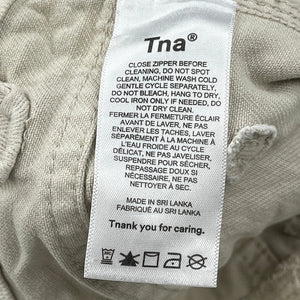 Tna®
CLOSE ZIPPER BEFORE
CLEANING, DO NOT SPOT
CLEAN, MACHINE WASH COLD
GENTLE CYCLE SEPARATELY,
DO NOT BLEACH, HANG TO DRY,
COOL IRON ONLY IF NEEDED, DO
NOT DRY CLEAN.
FERMER LA FERMETURE ÉCLAIR
AVANT DE LAVER, NE PAS
ENLEVER LES TACHES, LAVER
SÉPARÉMENT À LA MACHINE À
L'EAU FROIDE AU CYCLE
DÉLICAT, NE PAS JAVELISER,
SUSPENDRE POUR SÉCHER,
REPASSAGE DOUX SI
NÉCESSAIRE, NE PAS
NETTOYER À SEC.
MADE IN SRI LANKA
FABRIQUÉ AU SRI LANKA
Tnank you for caring.